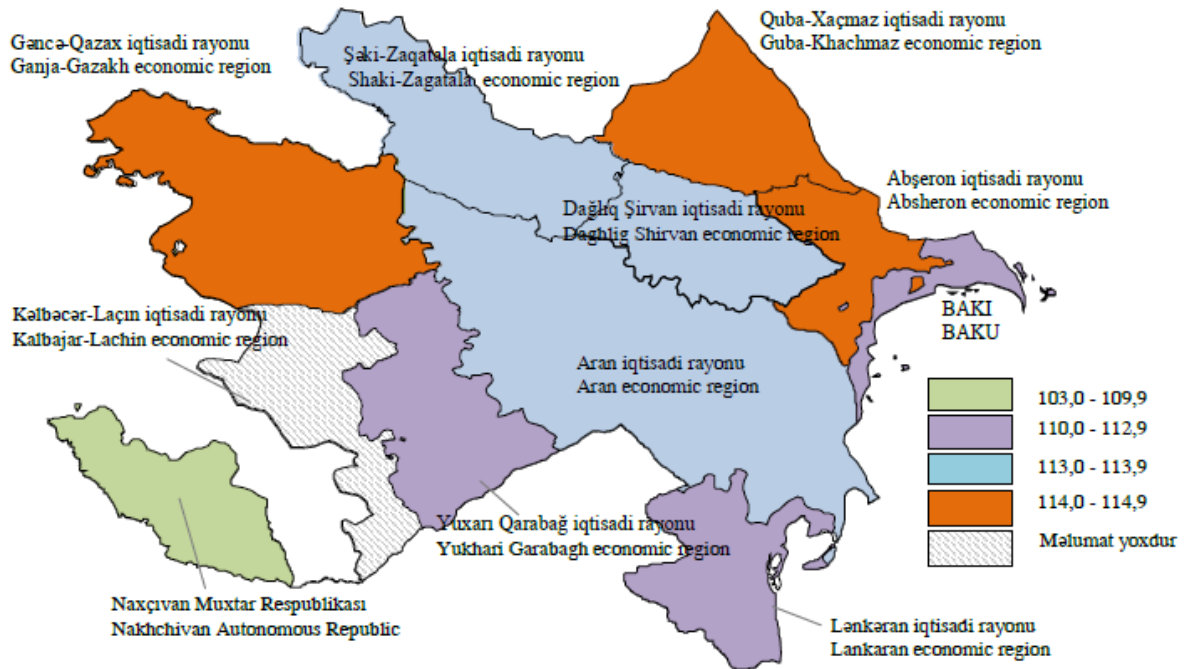 Gəncə-Qazax iqtisadi rayonu
Ganja-Gazakh economic region
Şəki-Zaqatala iqtisadi rayonu
Shaki-Zagatala economic region
Quba-Xaçmaz iqtisadi rayonu
Guba-Khachmaz economic region
Abşeron iqtisadi rayonu
Absheron economic region
Dağlıq Şirvan iqtisadi rayonu
Daghlig Shirvan economic region
BAKI
BAKU
Kəlbəcər-Laçın iqtisadi rayonu
Kalbajar-Lachin economic region
Aran iqtisadi rayonu
Aran economic region
103,0 - 109,9
110,0 - 112,9
113,0 - 113,9
114,0 - 114,9
Məlumat yoxdur
Yuxarı Qarabağ iqtisadi rayonu
Yukhari Garabagh economic region
Naxçıvan Muxtar Respublikası
Nakhchivan Autonomous Republic
Lənkəran iqtisadi rayonu
Lankaran economic region